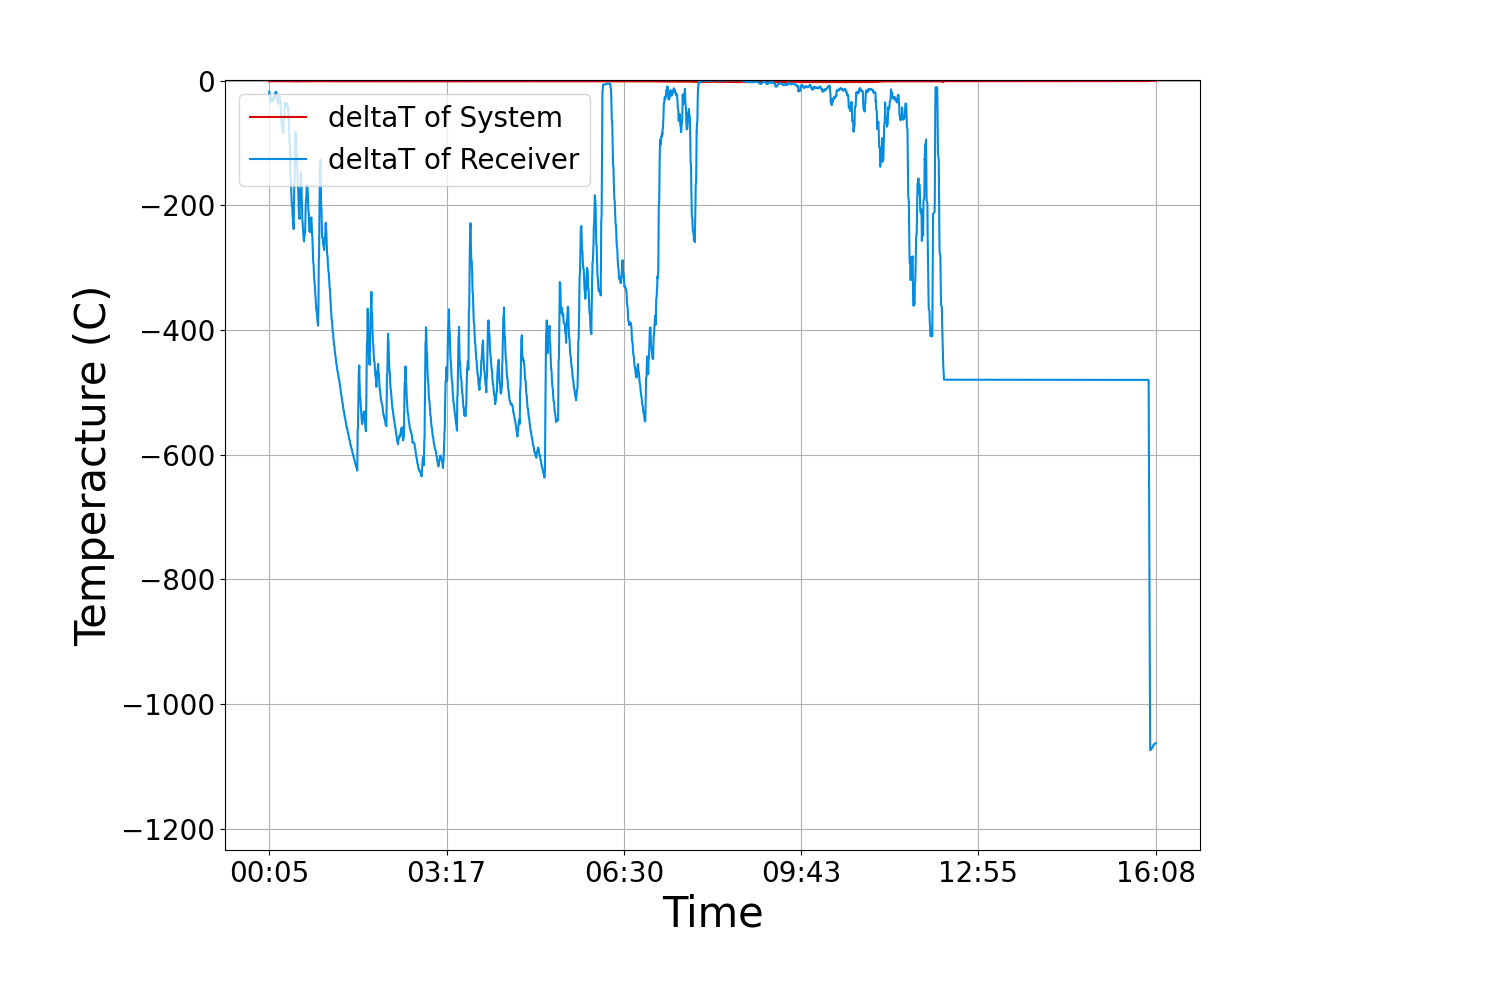 deltaT of System
deltaT of Receiver
0
−200
−400
−600
−800
−1000
−1200
Temperacture (C)
00:05 03:17 06:30 09:43 12:55 16:08
Time